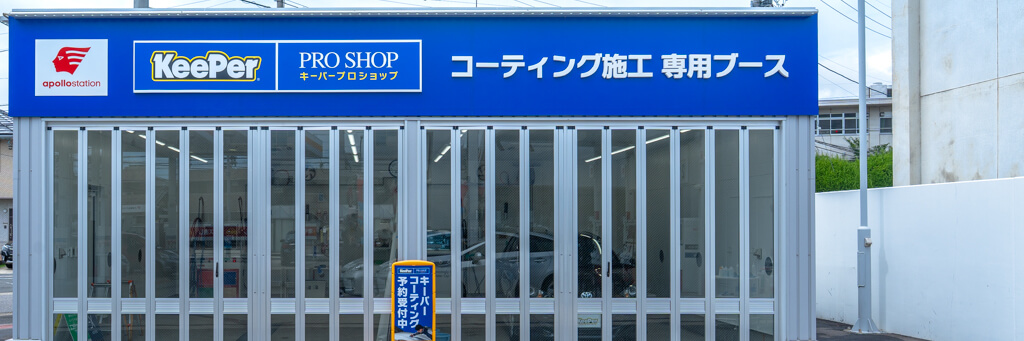 apollostation
KeePer
PRO SHOP
キーパープロショップ
コーティング施工 専用ブース
KeePer
キーパー
コーティング
予約受付中